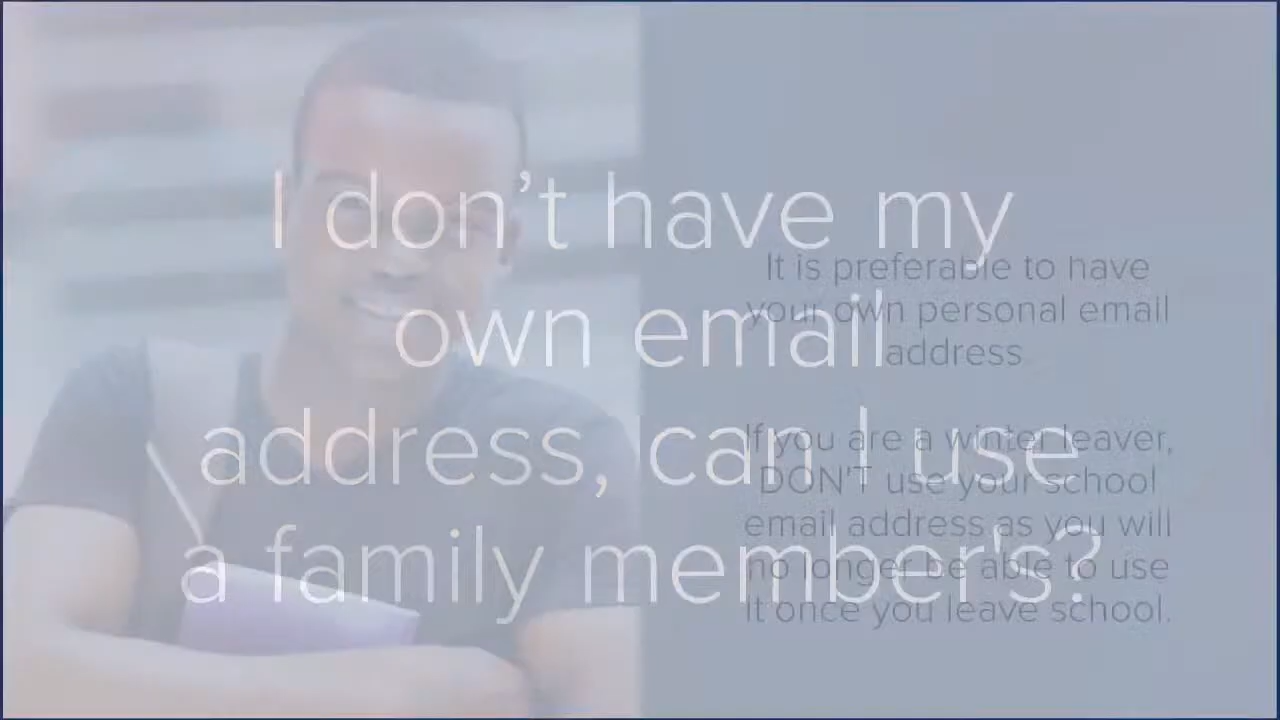 I don't have my
own email
address, can I use
a family member's?
It is preferable to have
your own personal email
address
If you are a winter leaver,
DON'T use your school
email address as you will
no longer be able to use
it once you leave school.